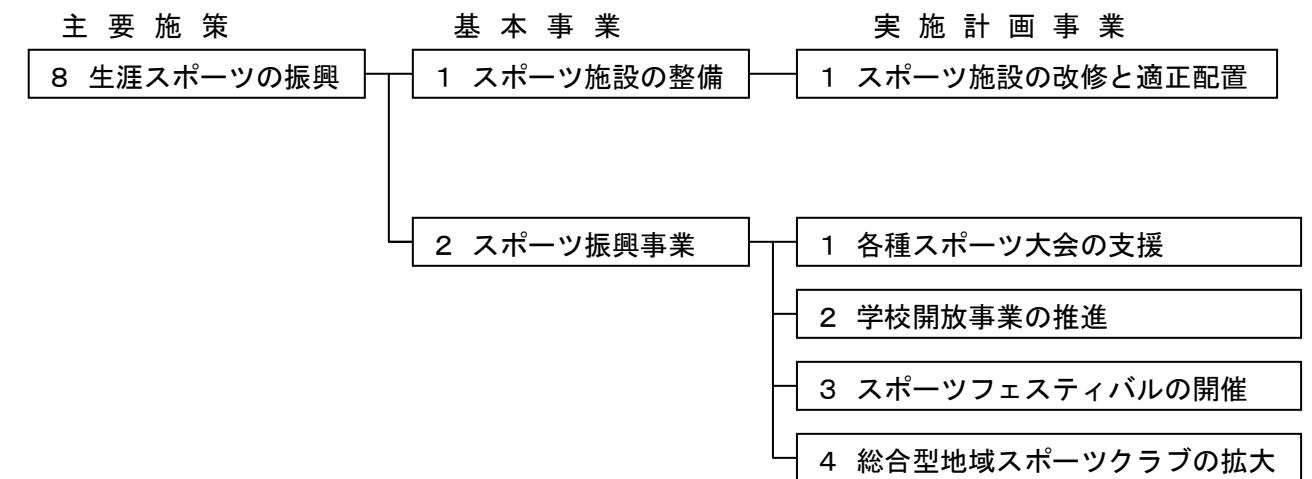 主要施策 基本事業 実施計画事業
８ 生涯スポーツの振興 １ スポーツ施設の整備 １ スポーツ施設の改修と適正配置
２ スポーツ振興事業 １ 各種スポーツ大会の支援
２ 学校開放事業の推進
３ スポーツフェスティバルの開催
４ 総合型地域スポーツクラブの拡大